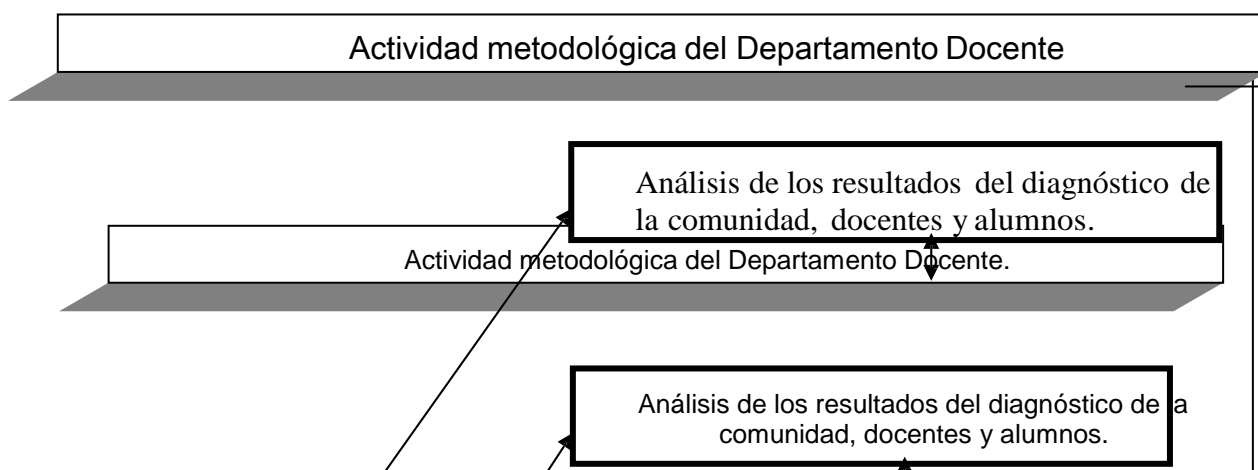 Actividad metodológica del Departamento Docente
Análisis de los resultados del diagnóstico de
la comunidad, docentes y alumnos.
Actividad metodológica del Departamento Docente.
Análisis de los resultados del diagnóstico de la
comunidad, docentes y alumnos.